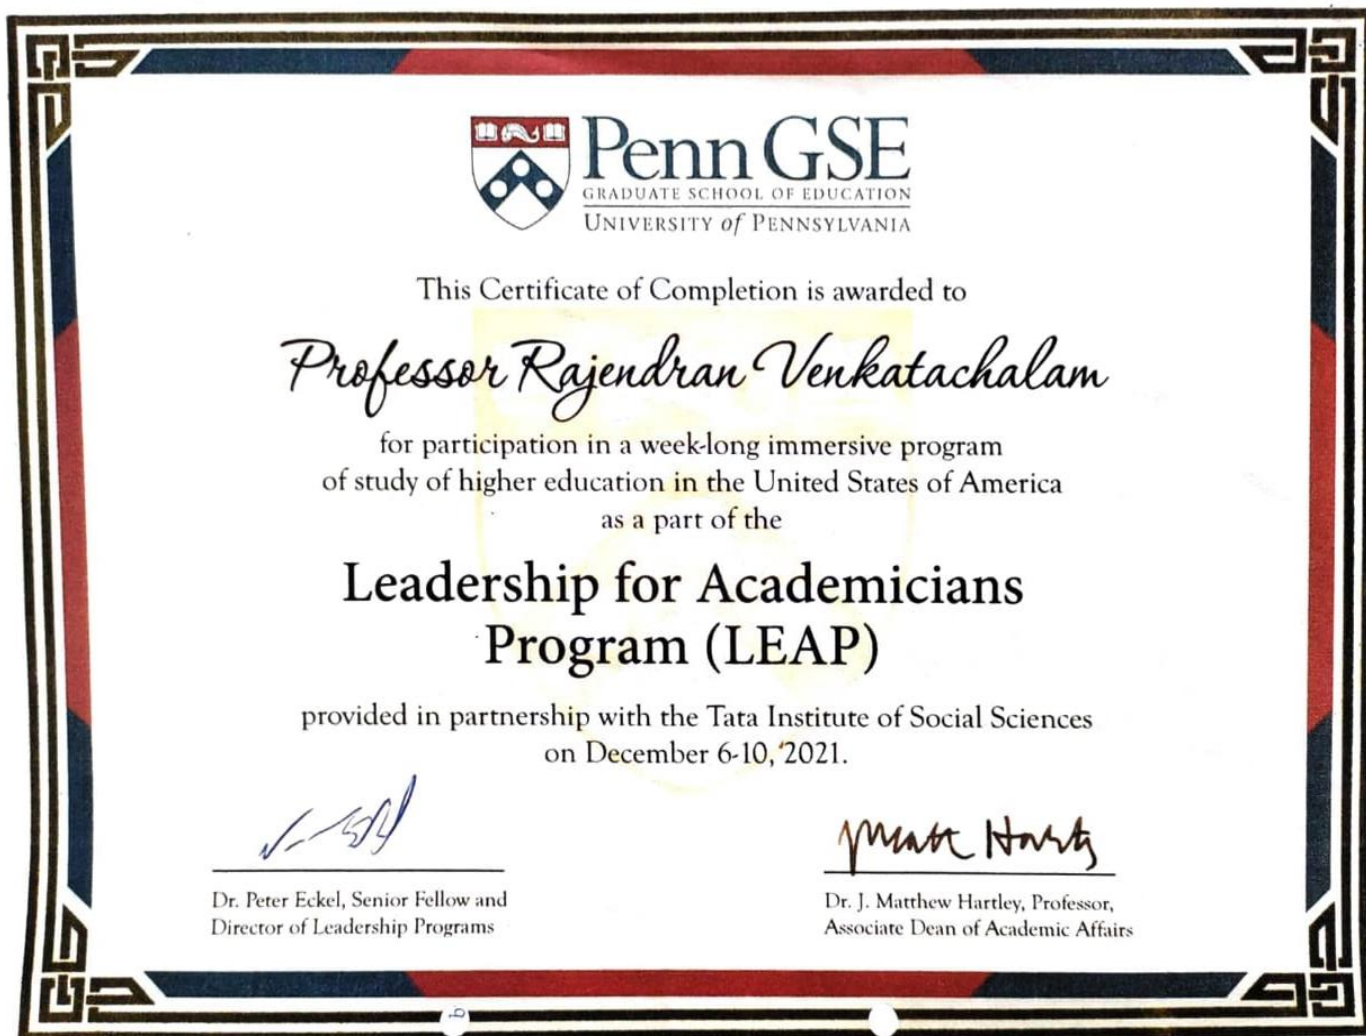 Penn GSE
GRADUATE SCHOOL OF EDUCATION
UNIVERSITY of PENNSYLVANIA
This Certificate of Completion is awarded to
Professor Rajendran Venkatachalam
for participation in a week-long immersive program
of study of higher education in the United States of America
as a part of the
Leadership for Academicians
Program (LEAP)
provided in partnership with the Tata Institute of Social Sciences
on December 6-10, 2021.
Matt Hartley
Dr. Peter Eckel, Senior Fellow and
Director of Leadership Programs
Dr. J. Matthew Hartley, Professor,
Associate Dean of Academic Affairs